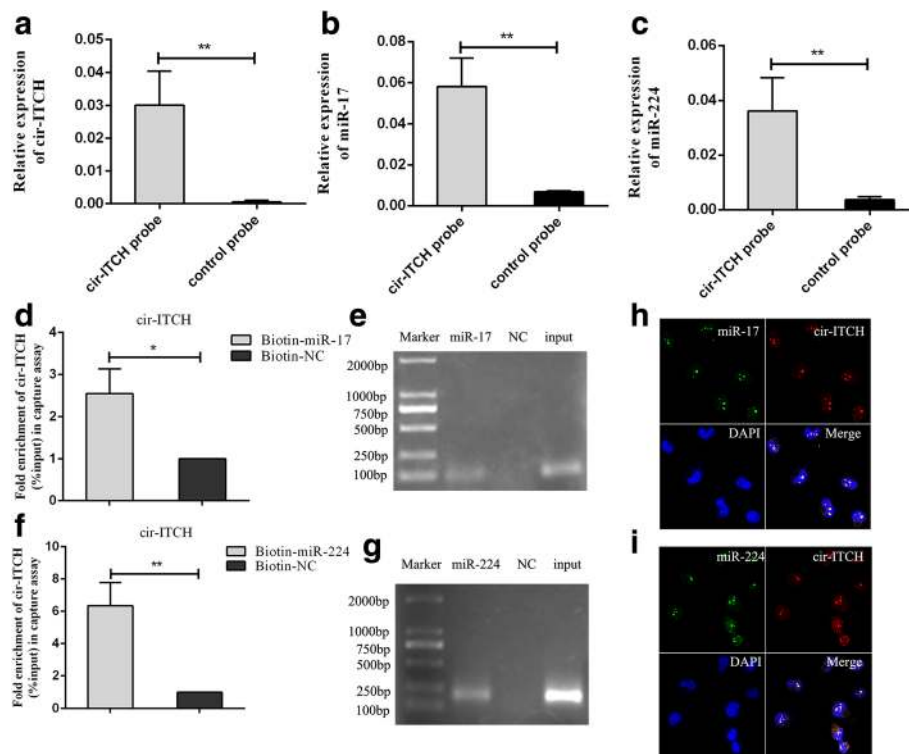 a
Relative expression
of cir-ITCH
0.05
0.04
0.03
0.02
0.01
0.00
**
cir-ITCH probe
control probe
b
Relative expression
of miR-17
0.08
0.06
0.04
0.02
0.00
**
cir-ITCH probe
control probe
c
Relative expression
of miR-224
0.06
0.04
0.02
0.00
**
cir-ITCH probe
control probe
d
cir-ITCH
Fold enrichment of cir-ITCH
(%input) in capture assay
4
3
2
1
0
*
Biotin-miR-17
Biotin-NC
e
Marker miR-17 NC input
2000bp
1000bp
750bp
500bp
250bp
100bp
f
cir-ITCH
Fold enrichment of cir-ITCH
(%input) in capture assay
10
8
6
4
2
0
**
Biotin-miR-224
Biotin-NC
g
Marker miR-224 NC input
2000bp
1000bp
750bp
500bp
250bp
100bp
h
miR-17 cir-ITCH
DAPI Merge
i
miR-224 cir-ITCH
DAPI Merge